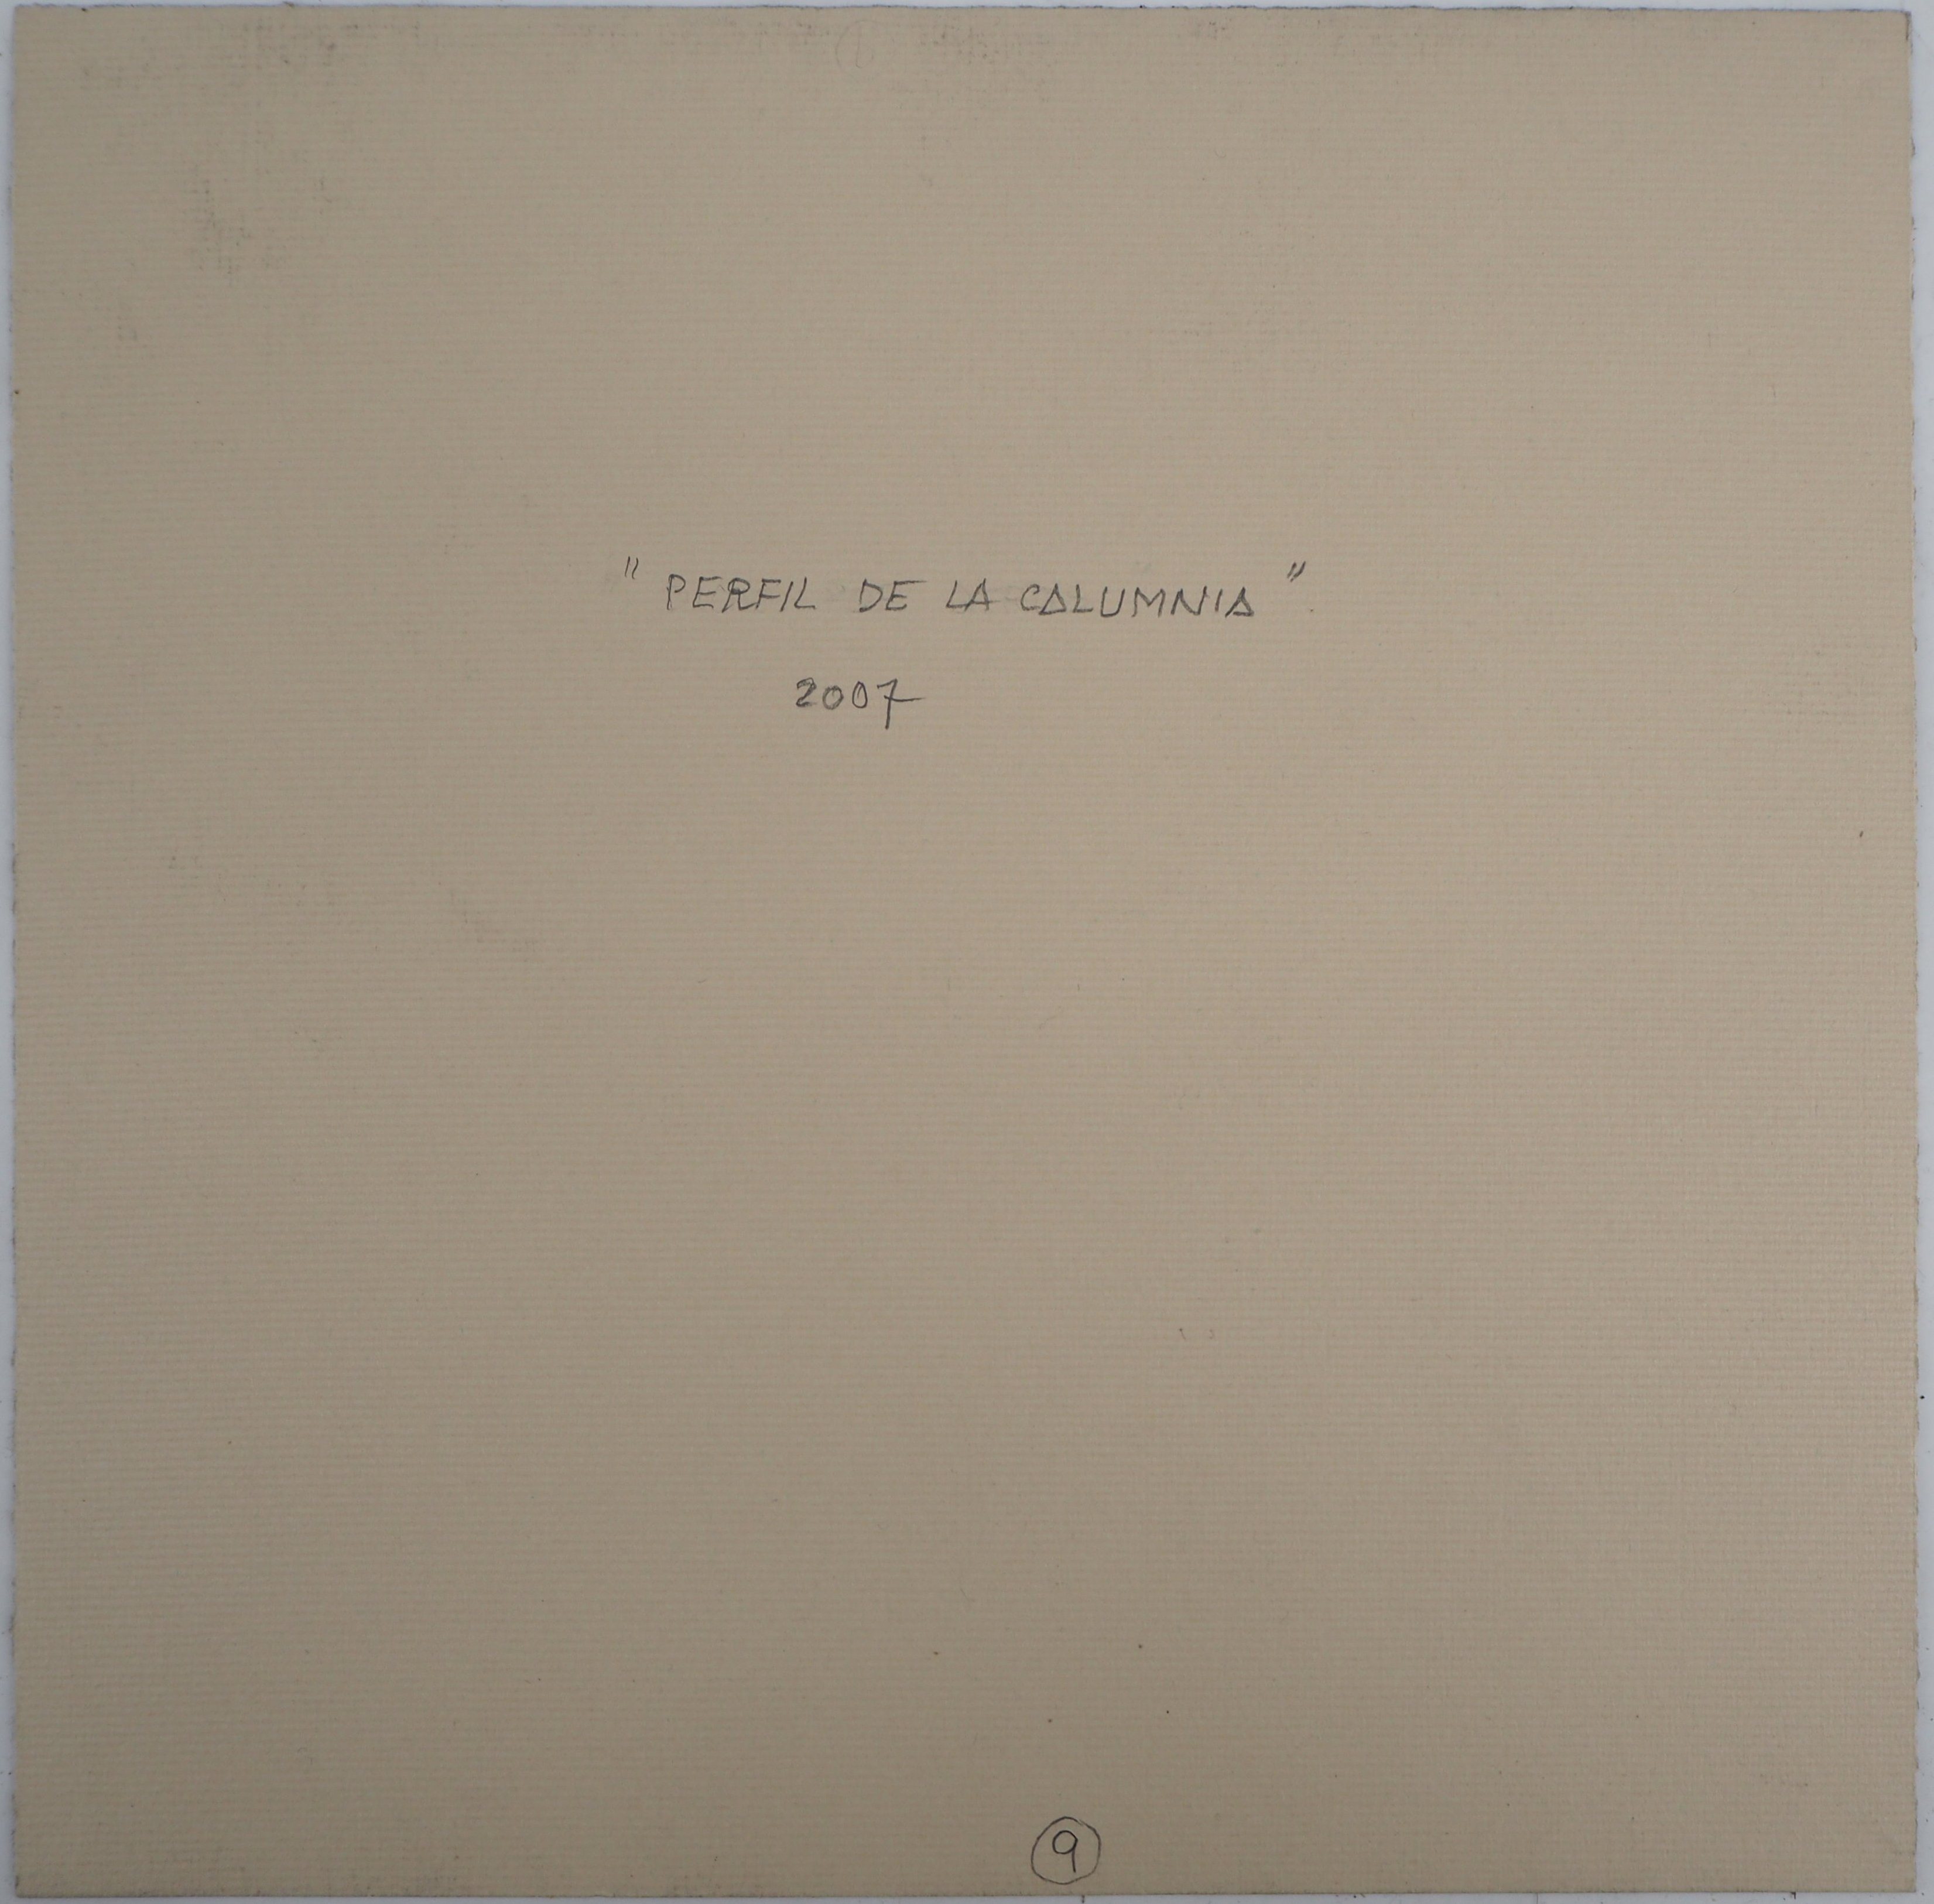 "PERFIL DE LA CALUMNIA"
2007
9